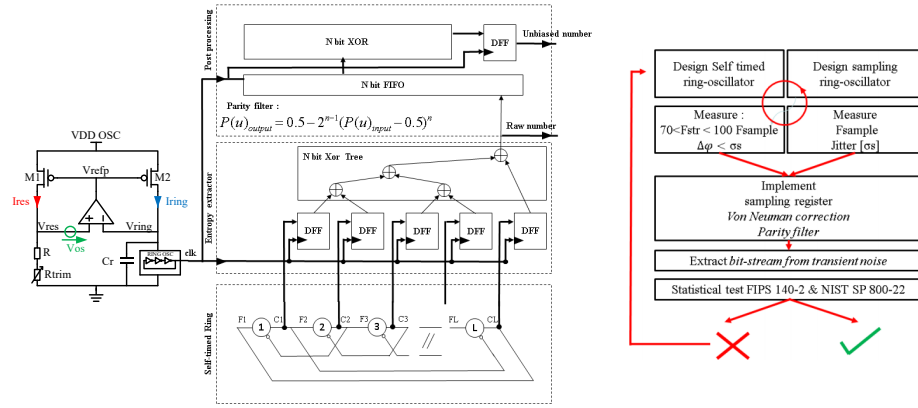 VDD OSC
M1
Vrefp
M2
Ires
Iring
Vres
+
-
Vring
Vos
R
Rtrim
Cr
RING OSC
clk
Post processing
N bit XOR
DFF
Unbiased number
N bit FIFO
Parity filter :
P(u)output = 0.5 − 2^{n−1}(P(u)input − 0.5)^n
Raw number
Entropy extractor
N bit Xor Tree
DFF
DFF
DFF
DFF
DFF
Self-timed Ring
F1
1
C1
F2
2
C2
F3
3
C3
//
FL
L
CL
Design Self timed
ring-oscillator
Design sampling
ring-oscillator
Measure :
70<Fstr < 100 Fsample
Δφ < σs
Measure
Fsample
Jitter [σs]
Implement
sampling register
Von Neuman correction
Parity filter
Extract bit-stream from transient noise
Statistical test FIPS 140-2 & NIST SP 800-22